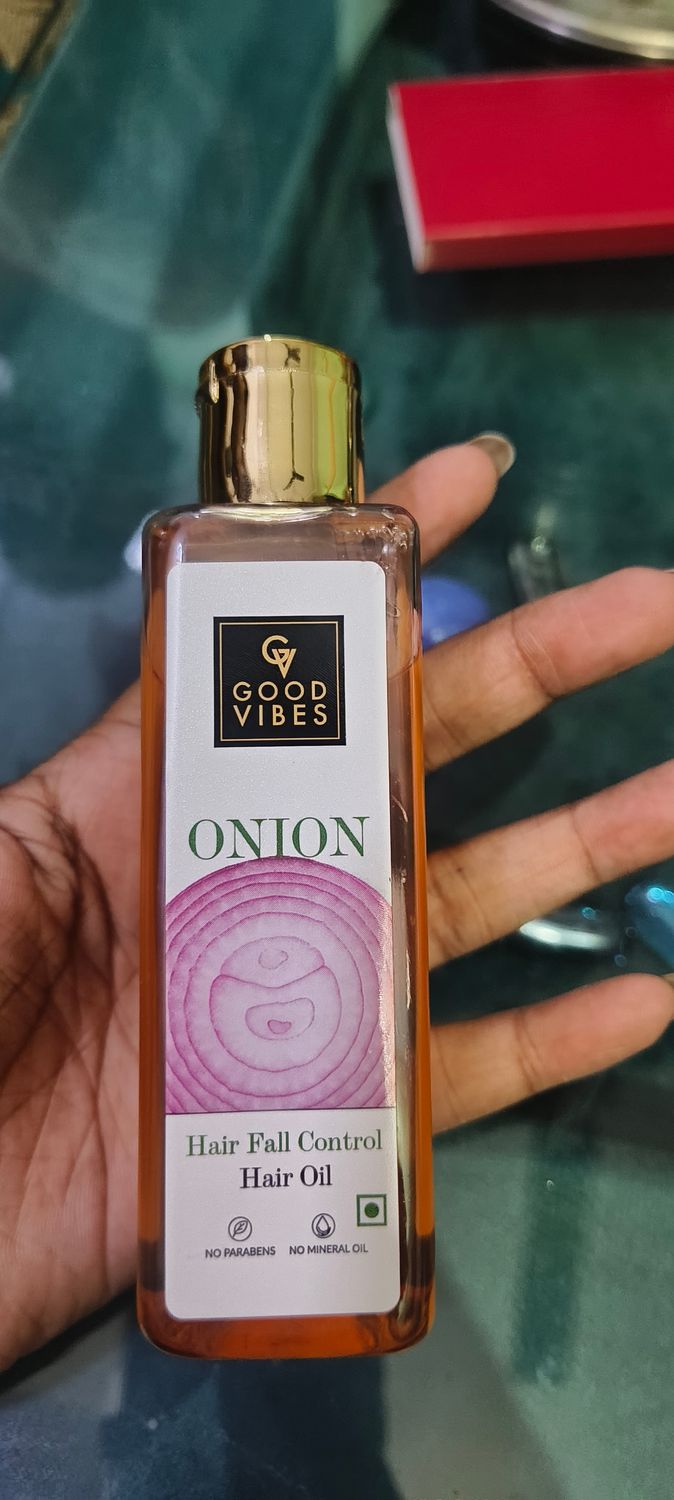 GV
GOOD
VIBES
ONION
Hair Fall Control
Hair Oil
NO PARABENS NO MINERAL OIL